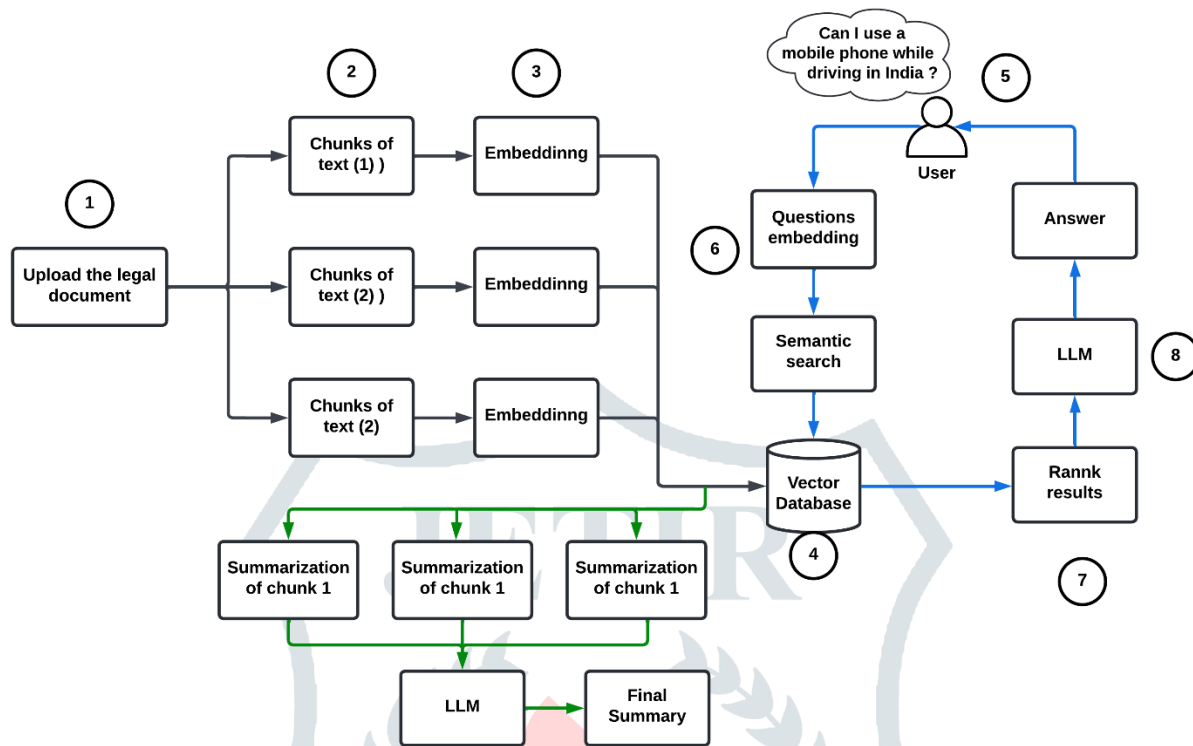 Can I use a
mobile phone while
driving in India ?
5
User
2
3
1
Upload the legal
document
Chunks of
text (1) )
Embeddinng
Chunks of
text (2) )
Embeddinng
Chunks of
text (2)
Embeddinng
Questions
embedding
6
Semantic
search
Vector
Database
4
Answer
LLM
8
Rannk
results
7
JETIR
Summarization
of chunk 1
Summarization
of chunk 1
Summarization
of chunk 1
LLM
Final
Summary